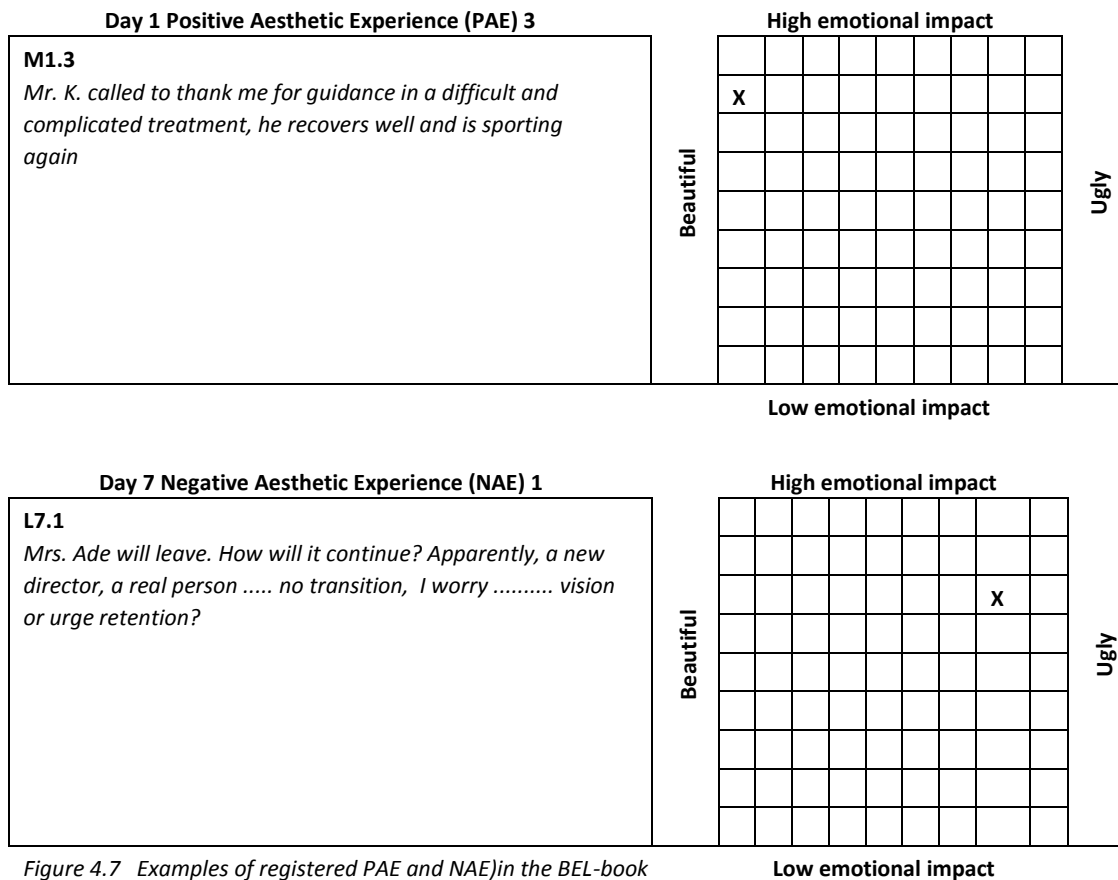 Day 1 Positive Aesthetic Experience (PAE) 3
M1.3
Mr. K. called to thank me for guidance in a difficult and
complicated treatment, he recovers well and is sporting
again
High emotional impact
X
Beautiful
Ugly
Low emotional impact
Day 7 Negative Aesthetic Experience (NAE) 1
L7.1
Mrs. Ade will leave. How will it continue? Apparently, a new
director, a real person ..... no transition,  I worry .......... vision
or urge retention?
High emotional impact
X
Beautiful
Ugly
Low emotional impact
Figure 4.7   Examples of registered PAE and NAE)in the BEL-book